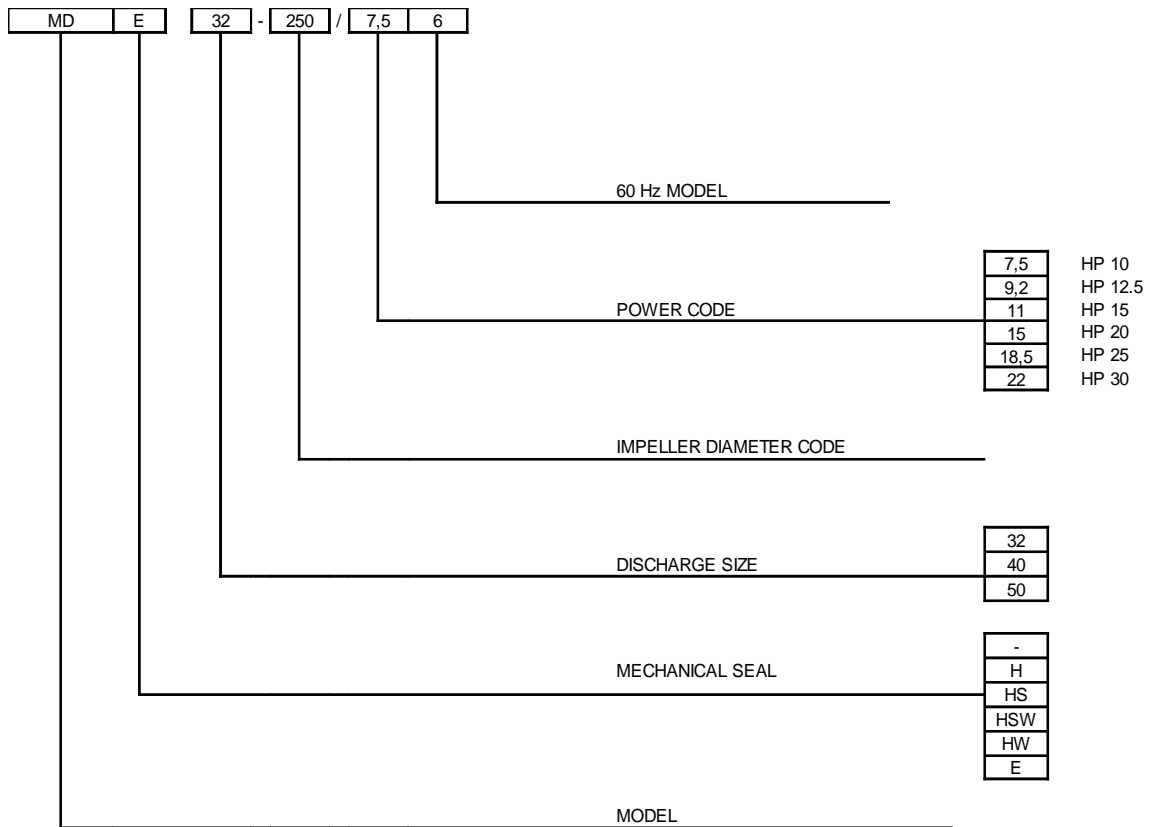 MD E 32 - 250 / 7,5 6
60 Hz MODEL
7,5 HP 10
9,2 HP 12.5
POWER CODE 11 HP 15
15 HP 20
18,5 HP 25
22 HP 30
IMPELLER DIAMETER CODE
32
DISCHARGE SIZE 40
50
-
MECHANICAL SEAL H
HS
HSW
HW
E
MODEL